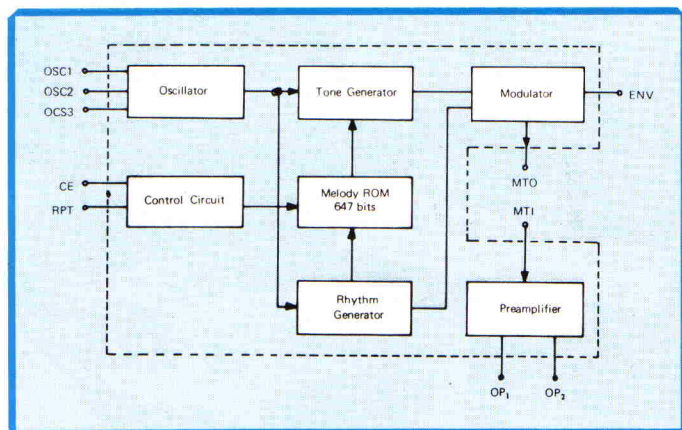 OSC1
OSC2
OCS3
Oscillator
Tone Generator
Modulator
ENV
CE
RPT
Control Circuit
Melody ROM
647 bits
MTO
MTI
Rhythm
Generator
Preamplifier
OP₁
OP₂